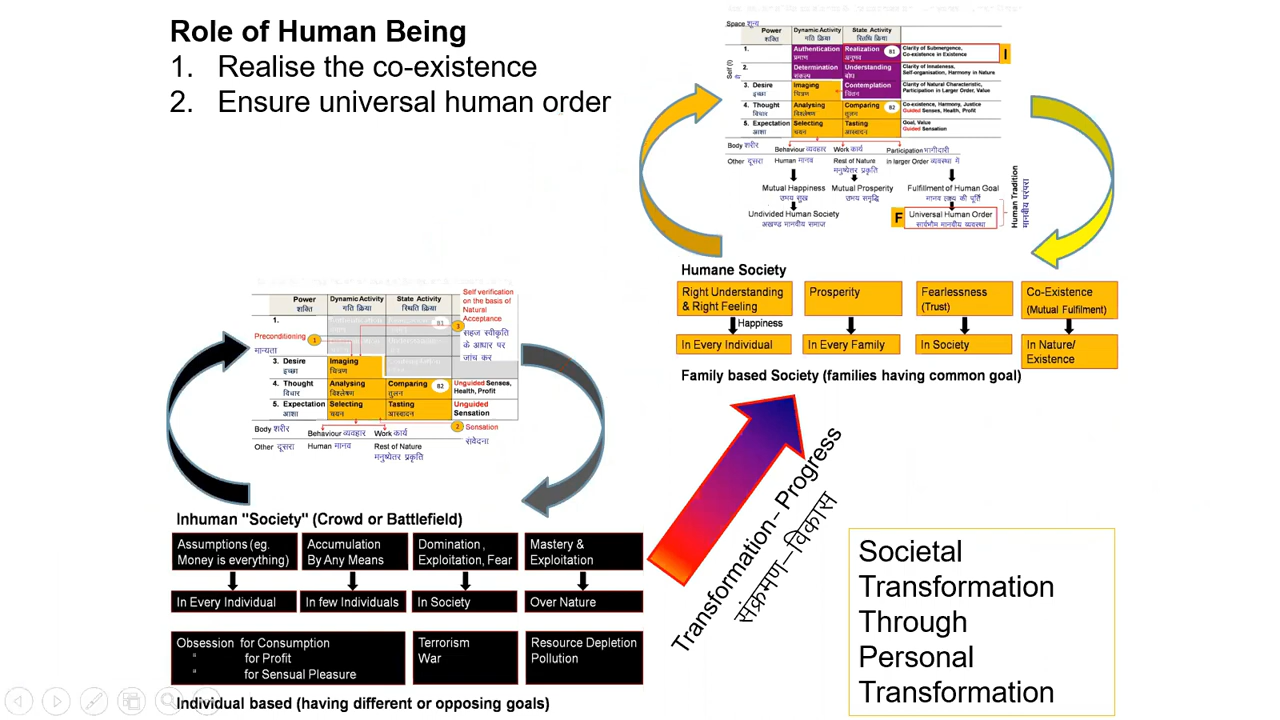 Role of Human Being
1. Realise the co-existence
2. Ensure universal human order
Space शून्य
Power
शक्ति
Dynamic Activity
गति क्रिया
State Activity
स्थिति क्रिया
Self (I)
1.
Authentication
प्रमाण
Realization
अनुभव
B1
Clarity of Submergence,
Co-existence in Existence
I
2.
Determination
संकल्प
Understanding
बोध
Clarity of Innateness,
Self-organisation, Harmony in Nature
3. Desire
इच्छा
Imaging
चित्रण
Contemplation
चिंतन
Clarity of Natural Characteristic,
Participation in Larger Order, Value
4. Thought
विचार
Analysing
विश्लेषण
Comparing
तुलन
B2
Co-existence, Harmony, Justice
Guided Senses, Health, Profit
5. Expectation
आशा
Selecting
चयन
Tasting
आस्वादन
Goal, Value
Guided Sensation
Body शरीर
Behaviour व्यवहार
Work कार्य
Participation भागीदारी
Other दूसरा
Human मानव
Rest of Nature
मनुष्येतर प्रकृति
in larger Order व्यवस्था में
Mutual Happiness
उभय सुख
Mutual Prosperity
उभय समृद्धि
Fulfillment of Human Goal
मानव लक्ष्य की पूर्ति
Undivided Human Society
अखण्ड मानवीय समाज
F
Universal Human Order
सार्वभौम मानवीय व्यवस्था
Human Tradition
मानवीय परंपरा
Humane Society
Right Understanding
& Right Feeling
Prosperity
Fearlessness
(Trust)
Co-Existence
(Mutual Fulfilment)
Happiness
In Every Individual
In Every Family
In Society
In Nature/
Existence
Family based Society (families having common goal)
Power
शक्ति
Dynamic Activity
गति क्रिया
State Activity
स्थिति क्रिया
Self verification
on the basis of
Natural
Acceptance
सहज स्वीकृति
के आधार पर
जांच कर
1.
B1
3
Preconditioning
मान्यता
1
3. Desire
इच्छा
Imaging
चित्रण
4. Thought
विचार
Analysing
विश्लेषण
Comparing
तुलन
B2
Unguided Senses,
Health, Profit
5. Expectation
आशा
Selecting
चयन
Tasting
आस्वादन
Unguided
Sensation
2
Sensation
संवेदना
Body शरीर
Behaviour व्यवहार
Work कार्य
Other दूसरा
Human मानव
Rest of Nature
मनुष्येतर प्रकृति
Inhuman "Society" (Crowd or Battlefield)
Assumptions (eg.
Money is everything)
Accumulation
By Any Means
Domination ,
Exploitation, Fear
Mastery &
Exploitation
In Every Individual
In few Individuals
In Society
Over Nature
Obsession for Consumption
" for Profit
" for Sensual Pleasure
Terrorism
War
Resource Depletion
Pollution
Individual based (having different or opposing goals)
Transformation – Progress
संक्रमण–विकास
Societal
Transformation
Through
Personal
Transformation